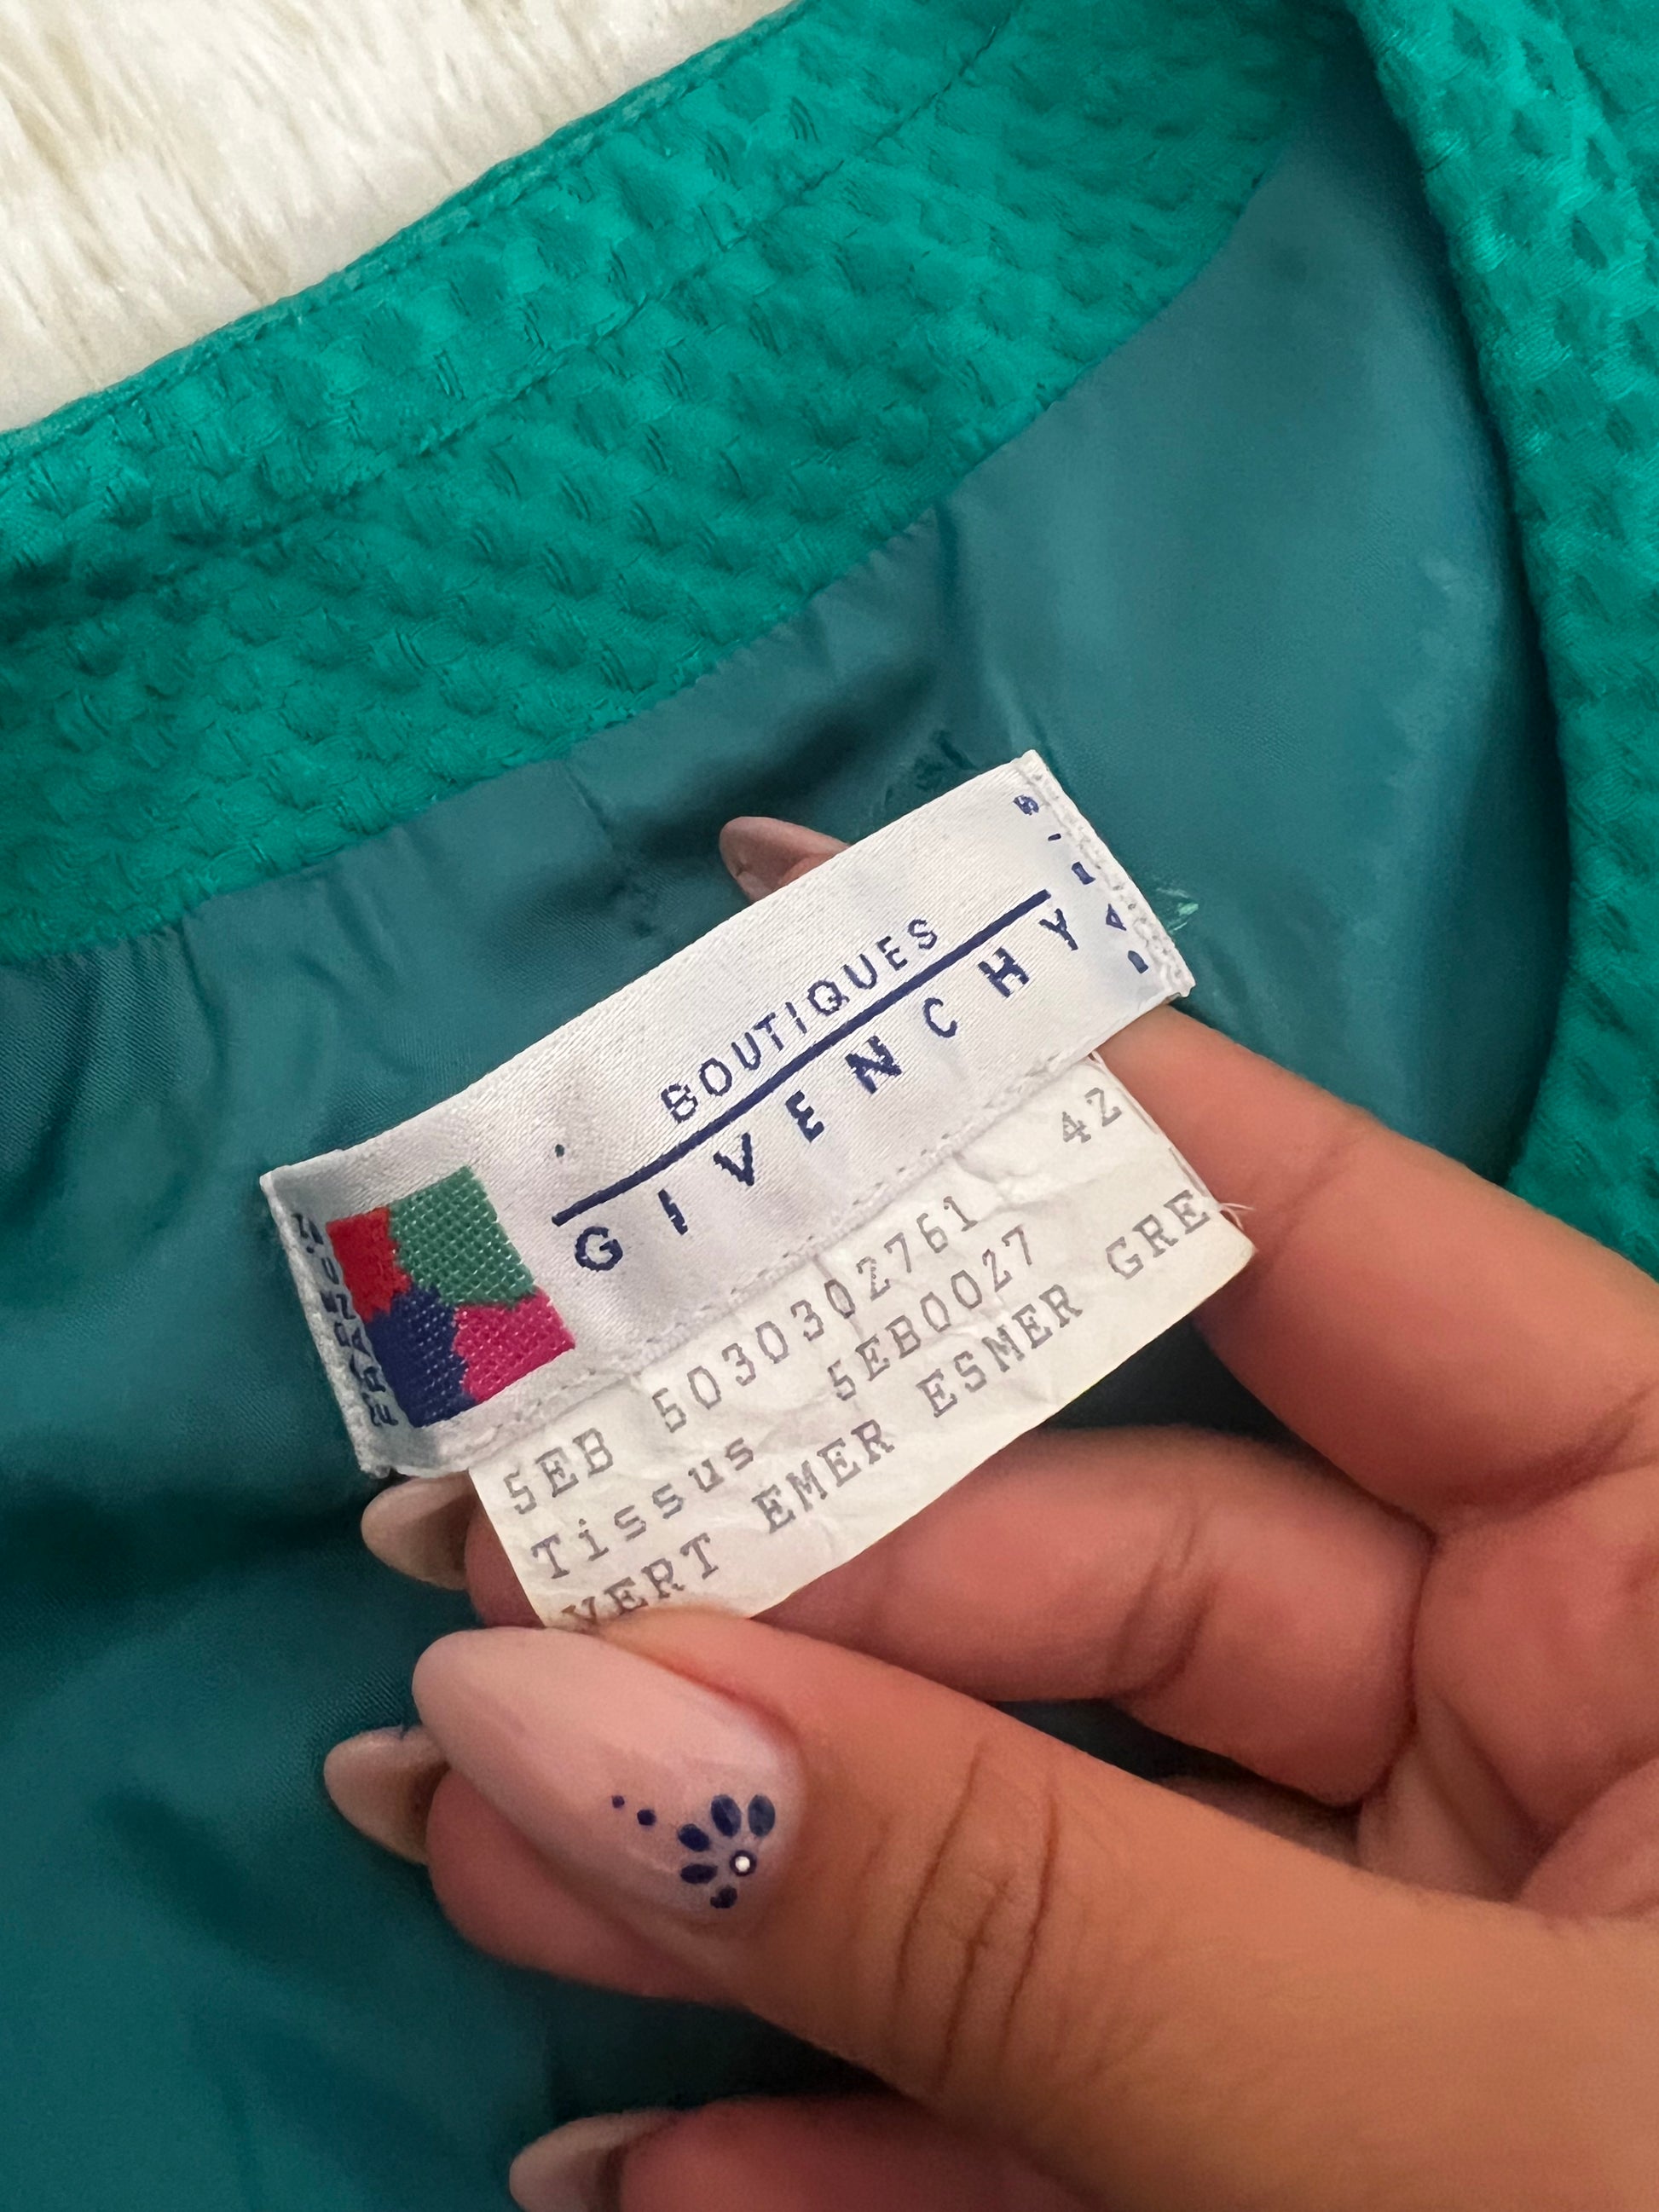 BOUTIQUES
GIVENCHY
PARIS
FRANCE
42
5EB 5030302761
Tissus 5EB0027
VERT EMER ESMER GRE